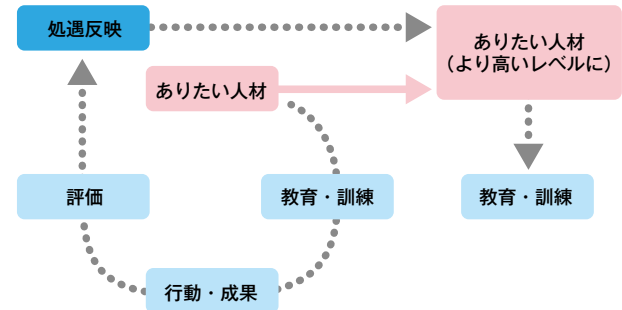 処遇反映
ありたい人材
(より高いレベルに)
ありたい人材
評価
教育・訓練
教育・訓練
行動・成果